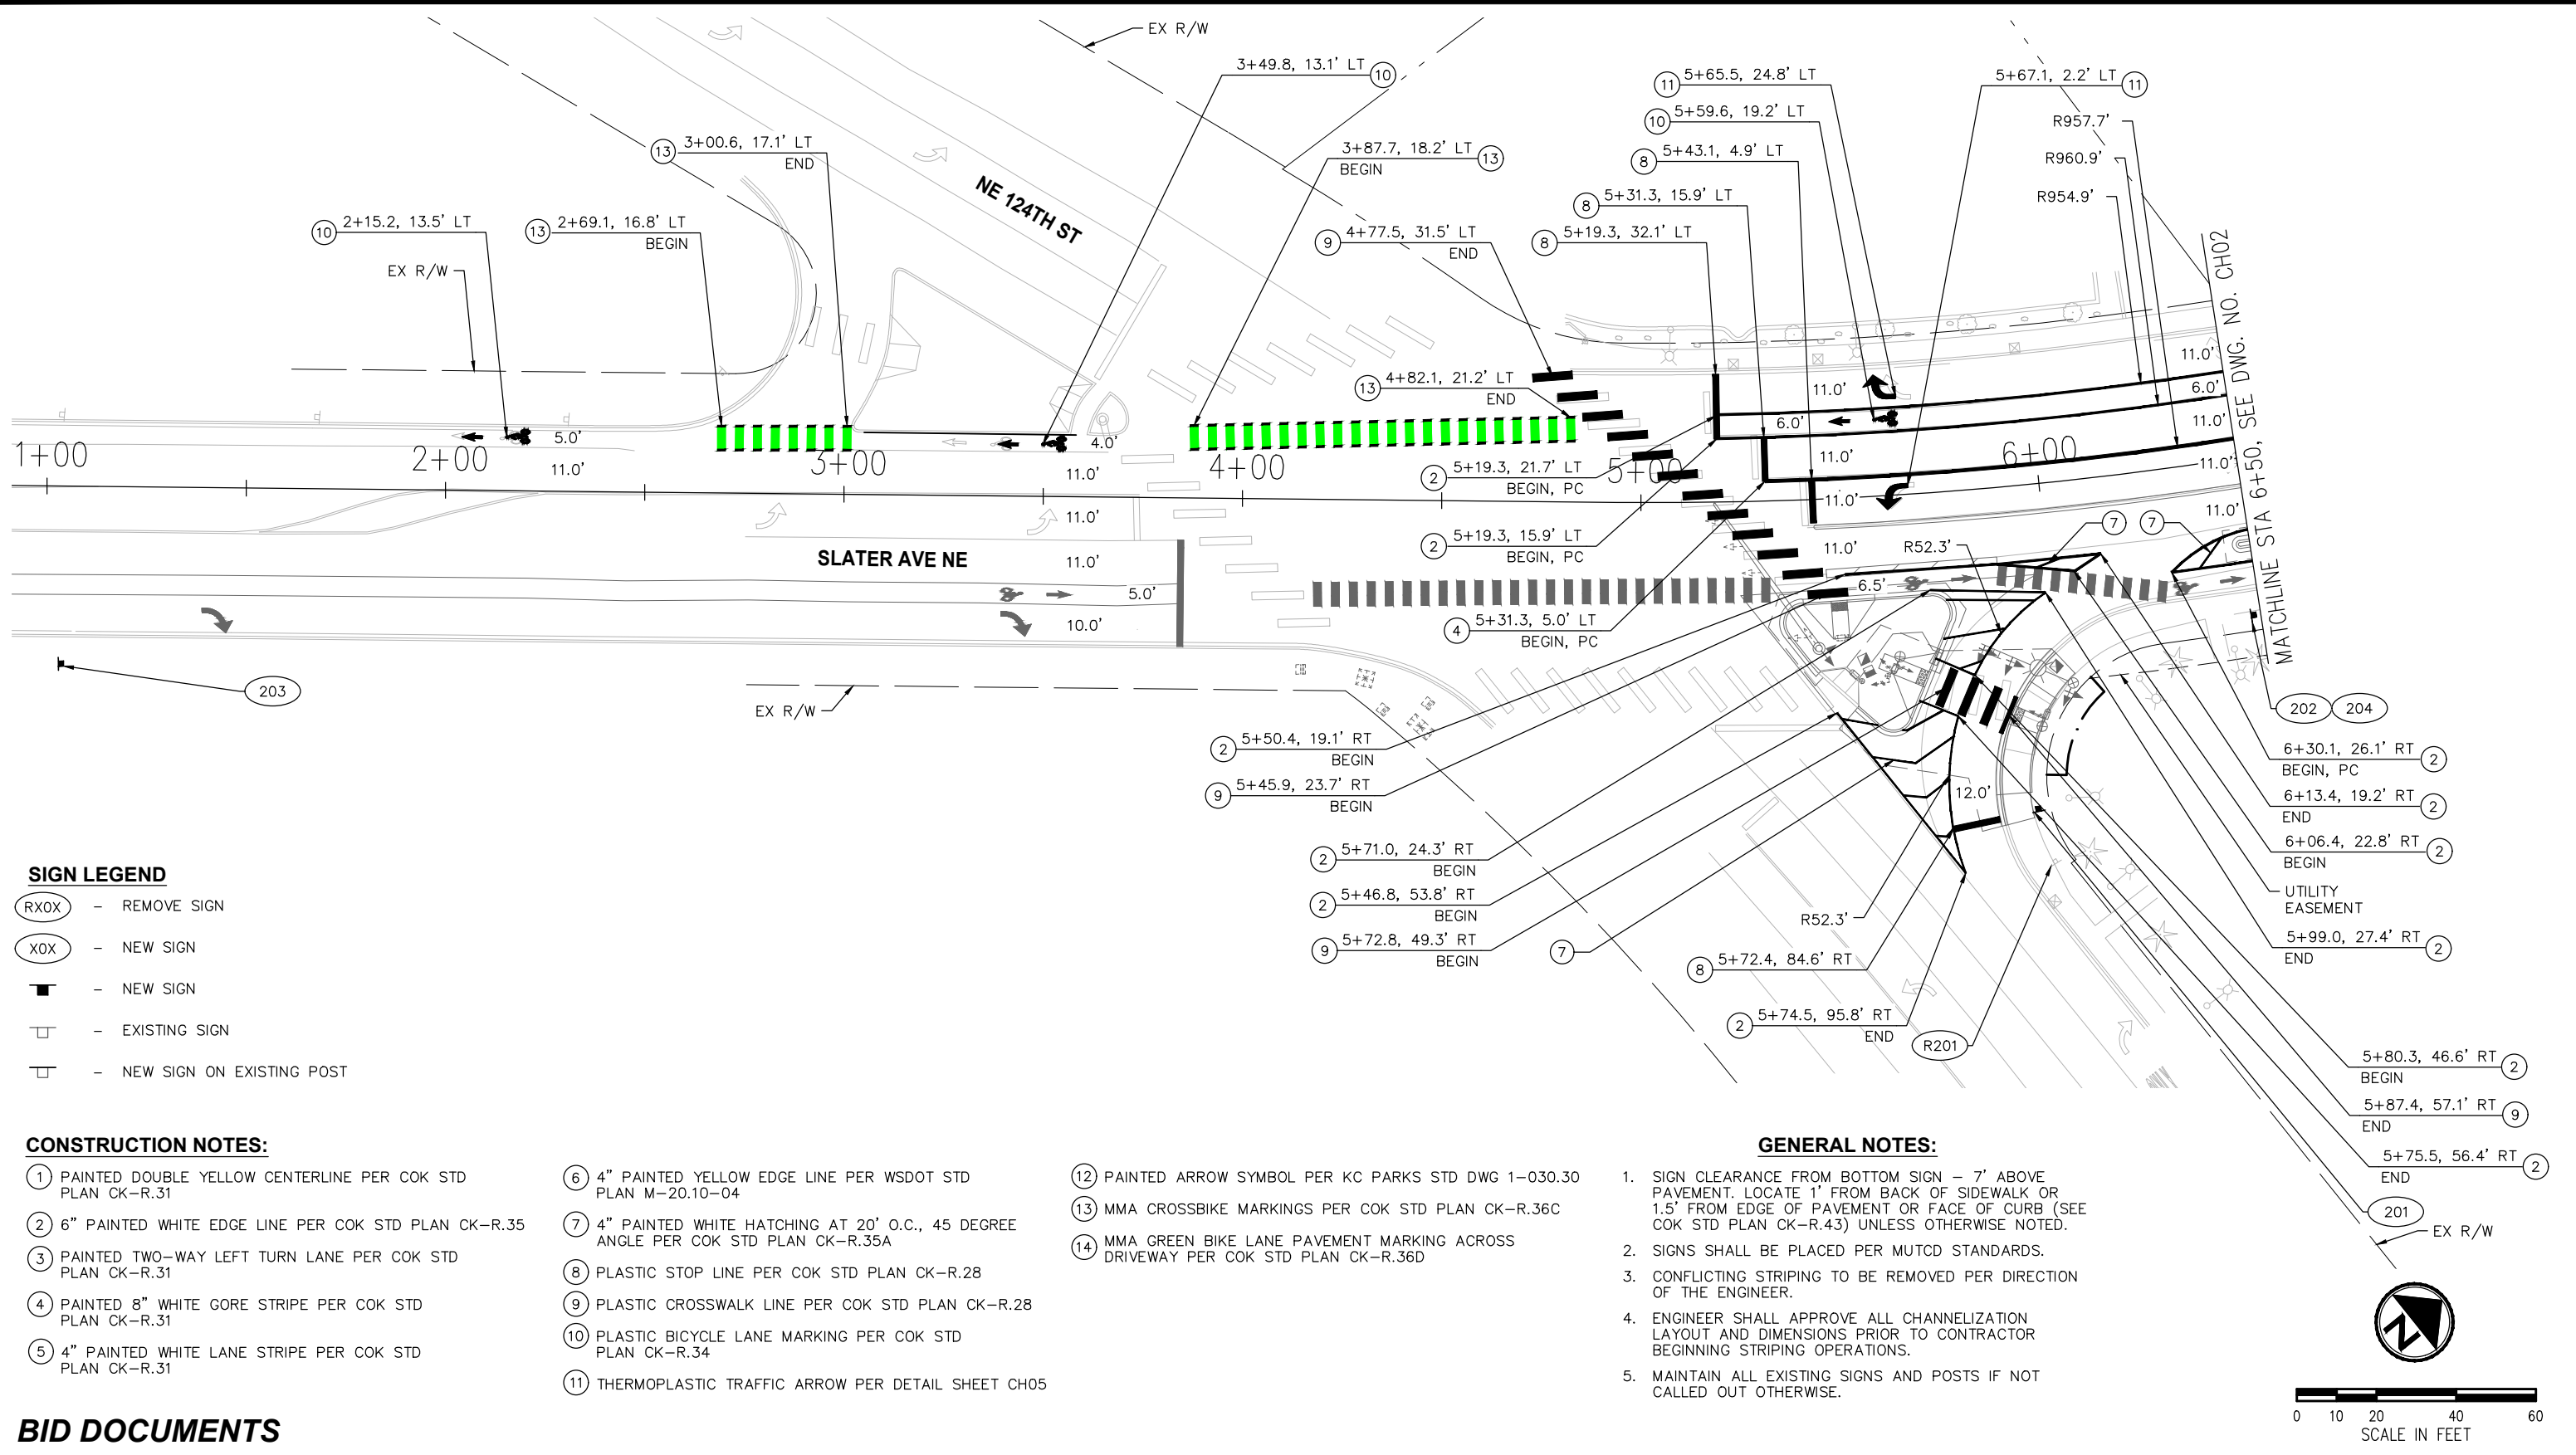 EX R/W
3+49.8, 13.1' LT 10
11 5+65.5, 24.8' LT
5+67.1, 2.2' LT 11
10 5+59.6, 19.2' LT
R957.7'
13 3+00.6, 17.1' LT
END
3+87.7, 18.2' LT 13
BEGIN
8 5+43.1, 4.9' LT
R960.9'
NE 124TH ST
8 5+31.3, 15.9' LT
R954.9'
10 2+15.2, 13.5' LT
13 2+69.1, 16.8' LT
BEGIN
9 4+77.5, 31.5' LT
END
8 5+19.3, 32.1' LT
EX R/W
MATCHLINE STA 6+50, SEE DWG. NO. CH02
11.0'
13 4+82.1, 21.2' LT
END
11.0'
6.0'
6.0'
11.0'
5.0'
4.0'
1+00
2+00
3+00
4+00
5+00
6+00
11.0'
11.0'
11.0'
11.0'
2 5+19.3, 21.7' LT
BEGIN, PC
11.0'
11.0'
11.0'
2 5+19.3, 15.9' LT
BEGIN, PC
7 7
SLATER AVE NE
11.0'
11.0'
R52.3'
5.0'
6.5'
10.0'
4 5+31.3, 5.0' LT
BEGIN, PC
203
EX R/W
202 204
2 5+50.4, 19.1' RT
BEGIN
6+30.1, 26.1' RT 2
BEGIN, PC
9 5+45.9, 23.7' RT
BEGIN
12.0'
6+13.4, 19.2' RT 2
END
2 5+71.0, 24.3' RT
BEGIN
6+06.4, 22.8' RT 2
BEGIN
2 5+46.8, 53.8' RT
BEGIN
UTILITY
EASEMENT
R52.3'
9 5+72.8, 49.3' RT
BEGIN
7
5+99.0, 27.4' RT 2
END
8 5+72.4, 84.6' RT
2 5+74.5, 95.8' RT
END
R201
5+80.3, 46.6' RT 2
BEGIN
5+87.4, 57.1' RT 9
END
5+75.5, 56.4' RT 2
END
201
EX R/W
SIGN LEGEND
RX0X – REMOVE SIGN
X0X – NEW SIGN
– NEW SIGN
– EXISTING SIGN
– NEW SIGN ON EXISTING POST
CONSTRUCTION NOTES:
1 PAINTED DOUBLE YELLOW CENTERLINE PER COK STD
PLAN CK–R.31
2 6" PAINTED WHITE EDGE LINE PER COK STD PLAN CK–R.35
3 PAINTED TWO–WAY LEFT TURN LANE PER COK STD
PLAN CK–R.31
4 PAINTED 8" WHITE GORE STRIPE PER COK STD
PLAN CK–R.31
5 4" PAINTED WHITE LANE STRIPE PER COK STD
PLAN CK–R.31
6 4" PAINTED YELLOW EDGE LINE PER WSDOT STD
PLAN M–20.10–04
7 4" PAINTED WHITE HATCHING AT 20' O.C., 45 DEGREE
ANGLE PER COK STD PLAN CK–R.35A
8 PLASTIC STOP LINE PER COK STD PLAN CK–R.28
9 PLASTIC CROSSWALK LINE PER COK STD PLAN CK–R.28
10 PLASTIC BICYCLE LANE MARKING PER COK STD
PLAN CK–R.34
11 THERMOPLASTIC TRAFFIC ARROW PER DETAIL SHEET CH05
12 PAINTED ARROW SYMBOL PER KC PARKS STD DWG 1–030.30
13 MMA CROSSBIKE MARKINGS PER COK STD PLAN CK–R.36C
14 MMA GREEN BIKE LANE PAVEMENT MARKING ACROSS
DRIVEWAY PER COK STD PLAN CK–R.36D
GENERAL NOTES:
1. SIGN CLEARANCE FROM BOTTOM SIGN – 7' ABOVE
PAVEMENT. LOCATE 1' FROM BACK OF SIDEWALK OR
1.5' FROM EDGE OF PAVEMENT OR FACE OF CURB (SEE
COK STD PLAN CK–R.43) UNLESS OTHERWISE NOTED.
2. SIGNS SHALL BE PLACED PER MUTCD STANDARDS.
3. CONFLICTING STRIPING TO BE REMOVED PER DIRECTION
OF THE ENGINEER.
4. ENGINEER SHALL APPROVE ALL CHANNELIZATION
LAYOUT AND DIMENSIONS PRIOR TO CONTRACTOR
BEGINNING STRIPING OPERATIONS.
5. MAINTAIN ALL EXISTING SIGNS AND POSTS IF NOT
CALLED OUT OTHERWISE.
N
0 10 20 40 60
SCALE IN FEET
BID DOCUMENTS